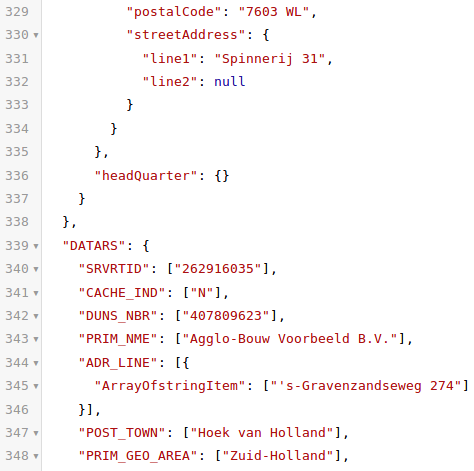 329 "postalCode": "7603 WL",
330 "streetAddress": {
331 "line1": "Spinnerij 31",
332 "line2": null
333 }
334 }
335 },
336 "headQuarter": {}
337 }
338 },
339 "DATARS": {
340 "SRVRTID": ["262916035"],
341 "CACHE_IND": ["N"],
342 "DUNS_NBR": ["407809623"],
343 "PRIM_NME": ["Agglo-Bouw Voorbeeld B.V."],
344 "ADR_LINE": [{
345 "ArrayOfstringItem": ["'s-Gravenzandseweg 274"]
346 }],
347 "POST_TOWN": ["Hoek van Holland"],
348 "PRIM_GEO_AREA": ["Zuid-Holland"],